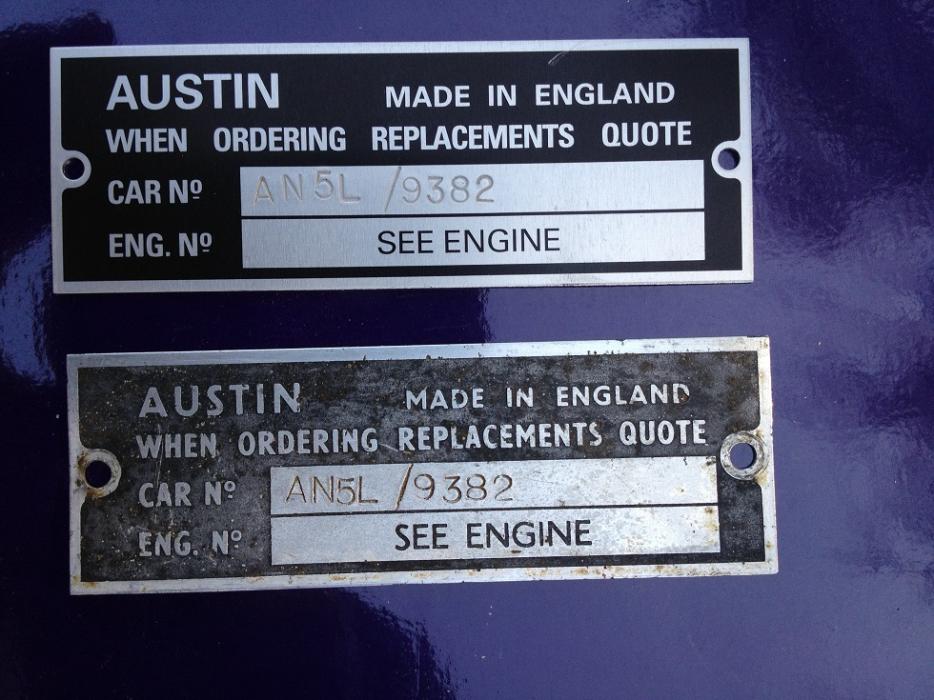 AUSTIN MADE IN ENGLAND
WHEN ORDERING REPLACEMENTS QUOTE
CAR Nº AN5L /9382
ENG. Nº SEE ENGINE
AUSTIN MADE IN ENGLAND
WHEN ORDERING REPLACEMENTS QUOTE
CAR Nº AN5L /9382
ENG. Nº SEE ENGINE